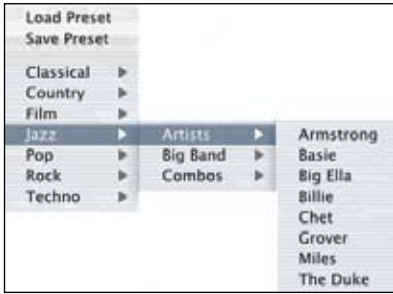 Load Preset
Save Preset
Classical
Country
Film
Jazz
Pop
Rock
Techno
Artists
Big Band
Combos
Armstrong
Basie
Big Ella
Billie
Chet
Grover
Miles
The Duke